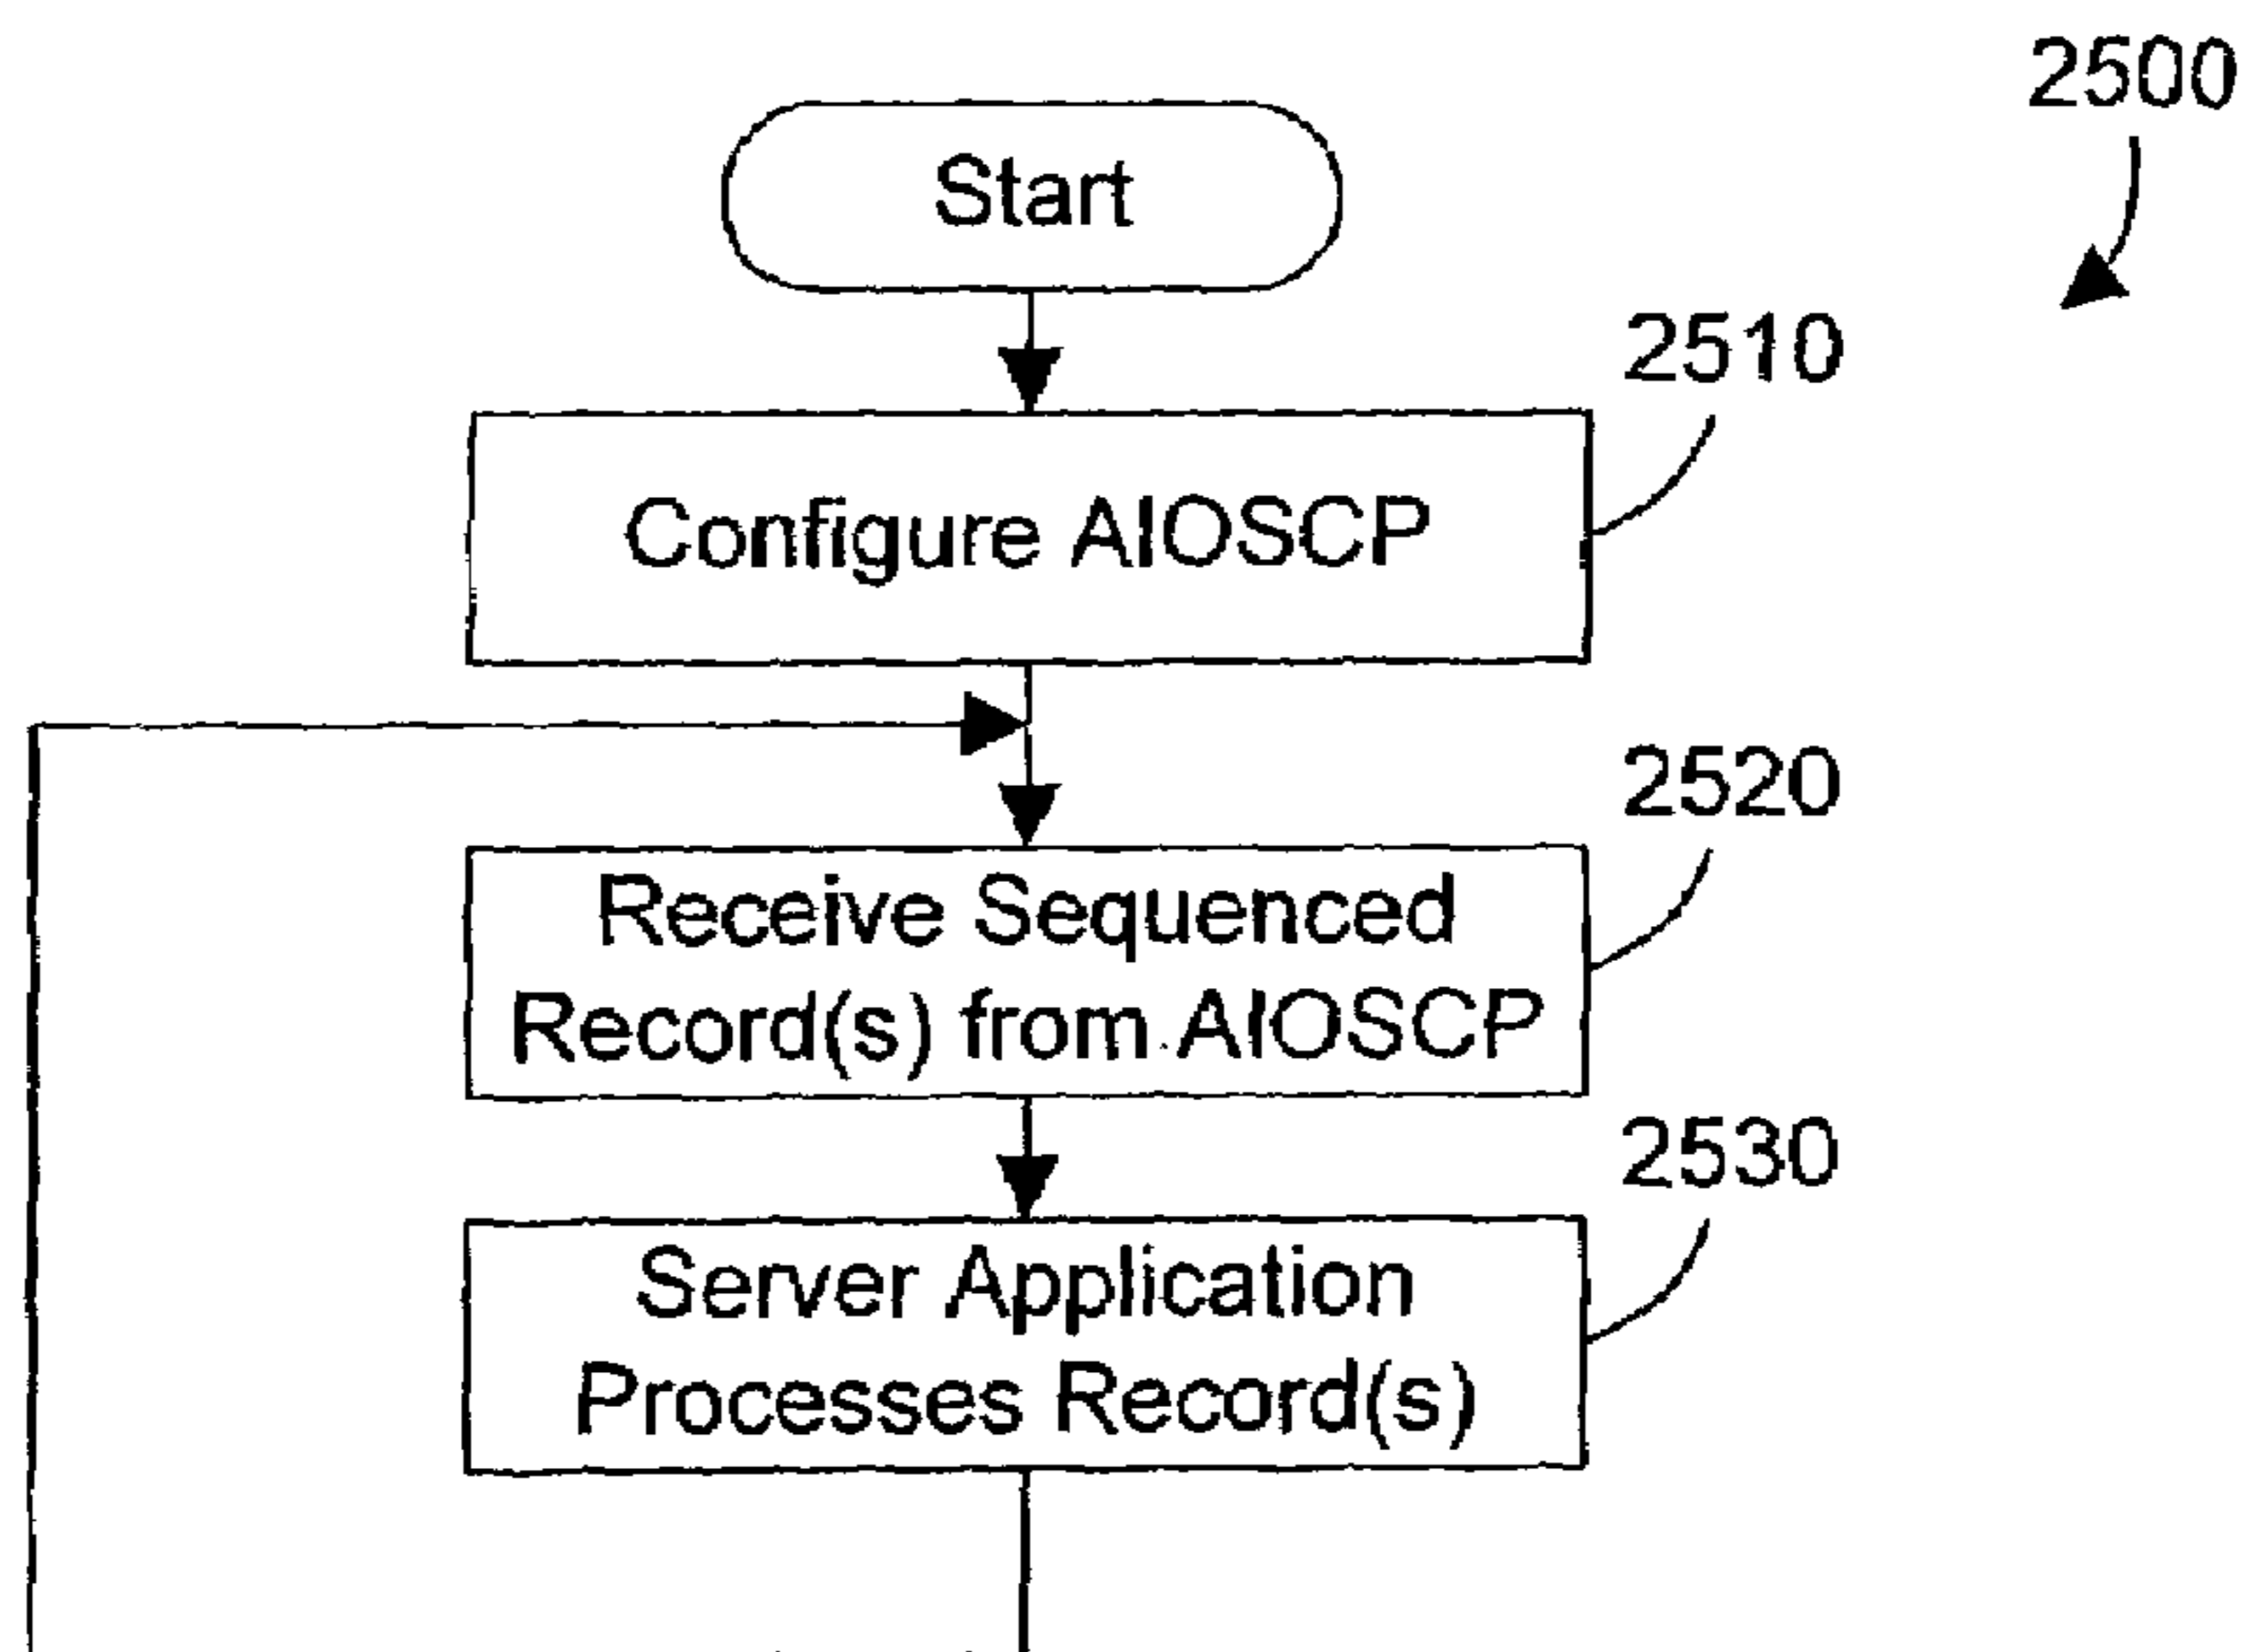 2500
Start
2510
Configure AIOSCP
2520
Receive Sequenced
Record(s) from AIOSCP
2530
Server Application
Processes Record(s)